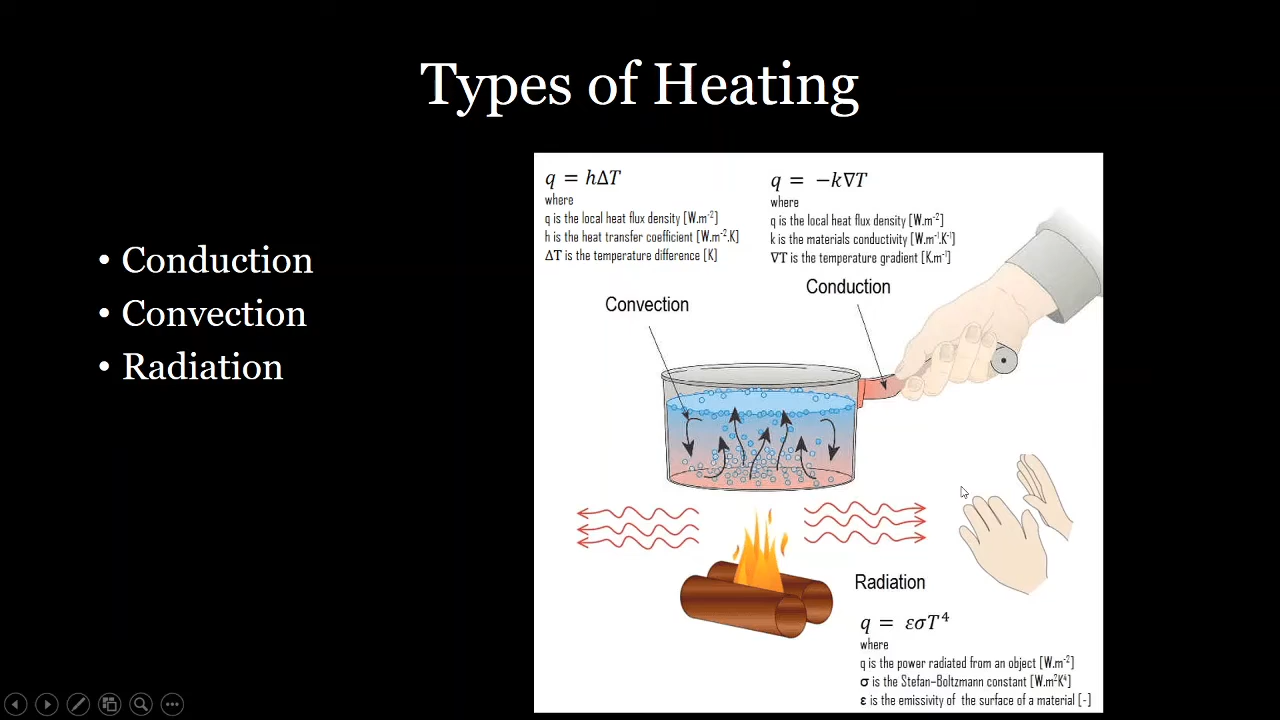 Types of Heating
• Conduction
• Convection
• Radiation
q = hΔT
where
q is the local heat flux density [W.m⁻²]
h is the heat transfer coefficient [W.m⁻².K]
ΔT is the temperature difference [K]
q = −k∇T
where
q is the local heat flux density [W.m⁻²]
k is the materials conductivity [W.m⁻¹.K⁻¹]
∇T is the temperature gradient [K.m⁻¹]
Convection
Conduction
Radiation
q = εσT⁴
where
q is the power radiated from an object [W.m⁻²]
σ is the Stefan–Boltzmann constant [W.m²K⁴]
ε is the emissivity of the surface of a material [-]